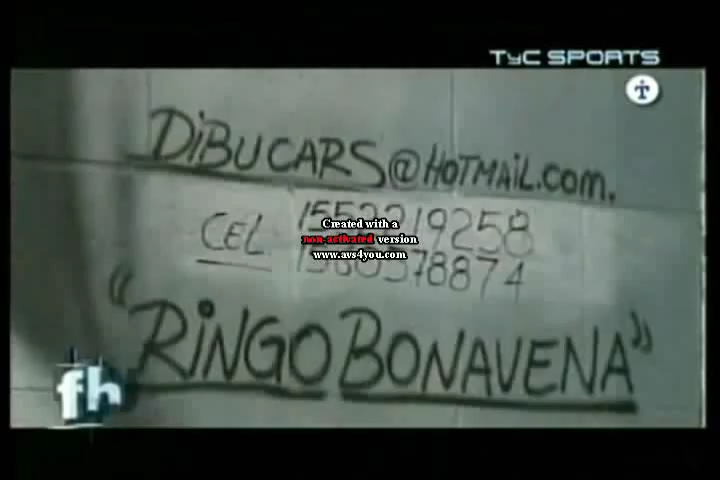 TyC SPORTS
T
DiBUCARS@HOTMAiL.com.
CEL
Created with a
non-activated version
www.avs4you.com
"RiNGO BONAVENA"
fh